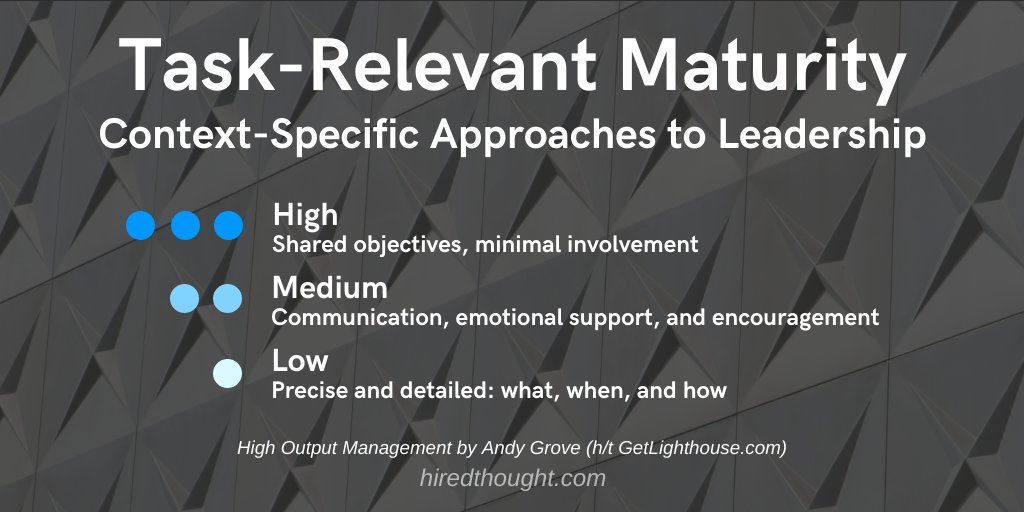 Task-Relevant Maturity
Context-Specific Approaches to Leadership
High
Shared objectives, minimal involvement
Medium
Communication, emotional support, and encouragement
Low
Precise and detailed: what, when, and how
High Output Management by Andy Grove (h/t GetLighthouse.com)
hiredthought.com